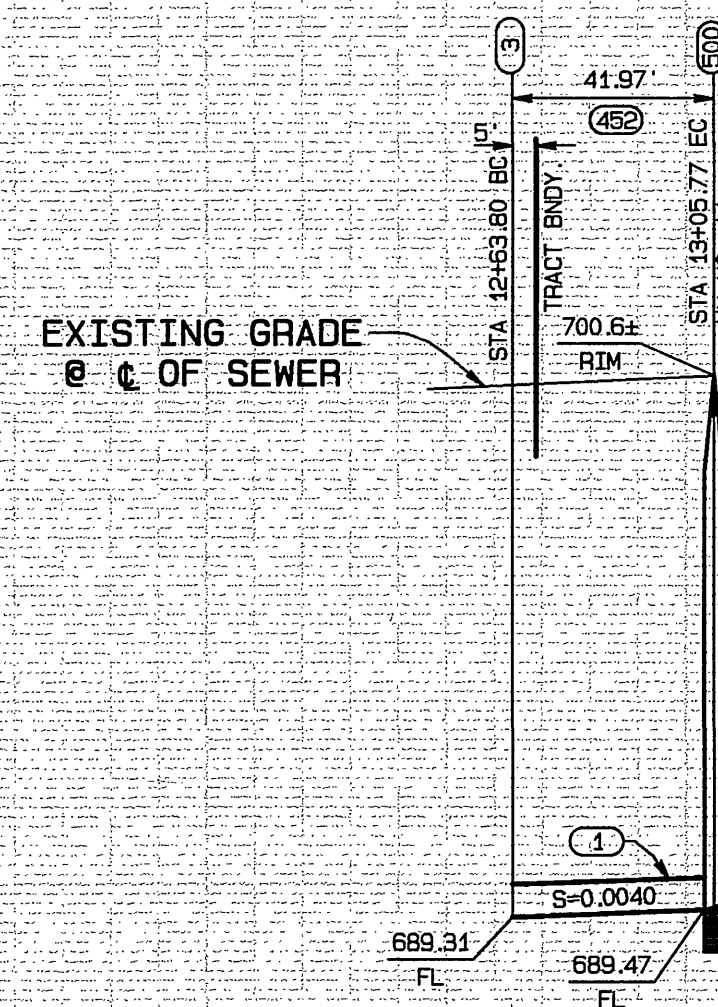 3
500
41.97'
452
5'
STA 12+63.80 BC
TRACT BNDY.
STA 13+05.77 EC
EXISTING GRADE
@ ℄ OF SEWER
700.6±
RIM
1
S=0.0040
689.31
FL
689.47
FL